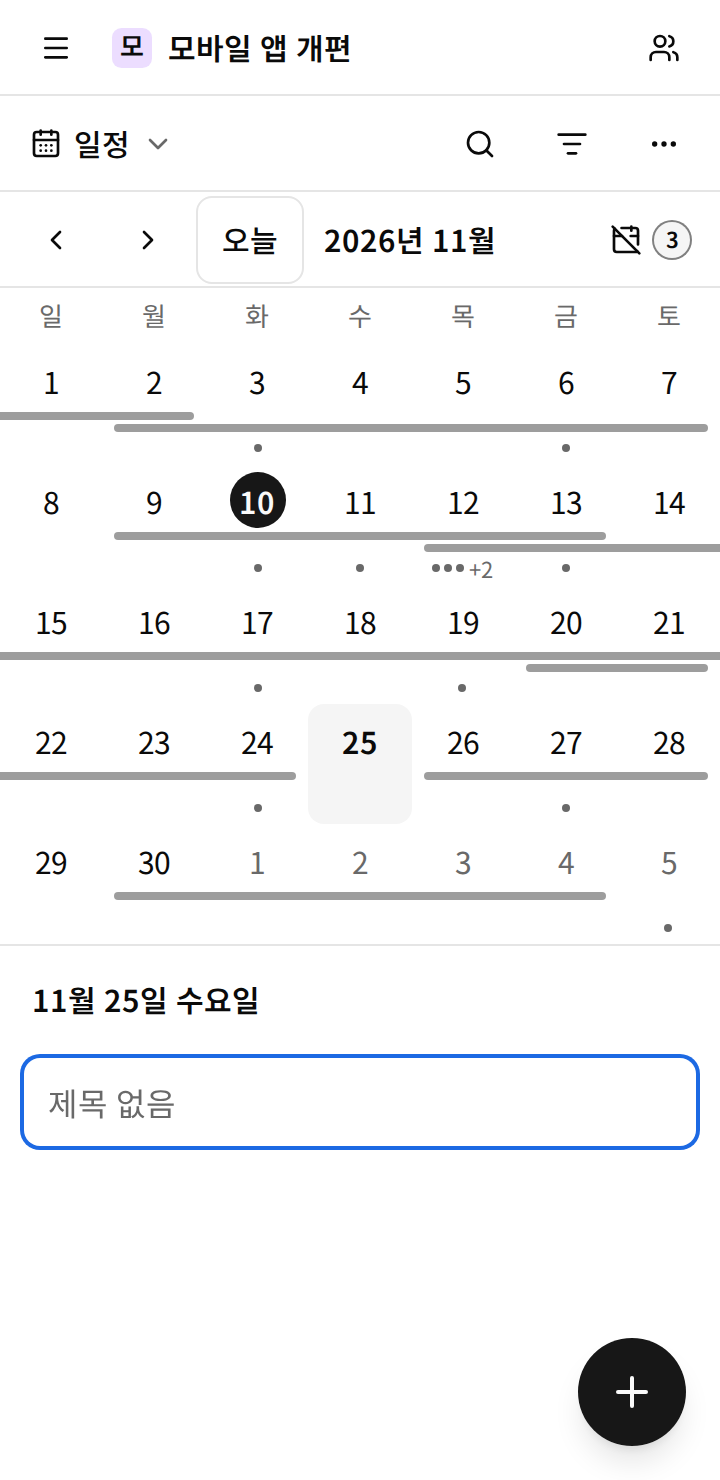 모 모바일 앱 개편
일정
오늘 2026년 11월 3
일 월 화 수 목 금 토
1 2 3 4 5 6 7
8 9 10 11 12 13 14
+2
15 16 17 18 19 20 21
22 23 24 25 26 27 28
29 30 1 2 3 4 5
11월 25일 수요일
제목 없음